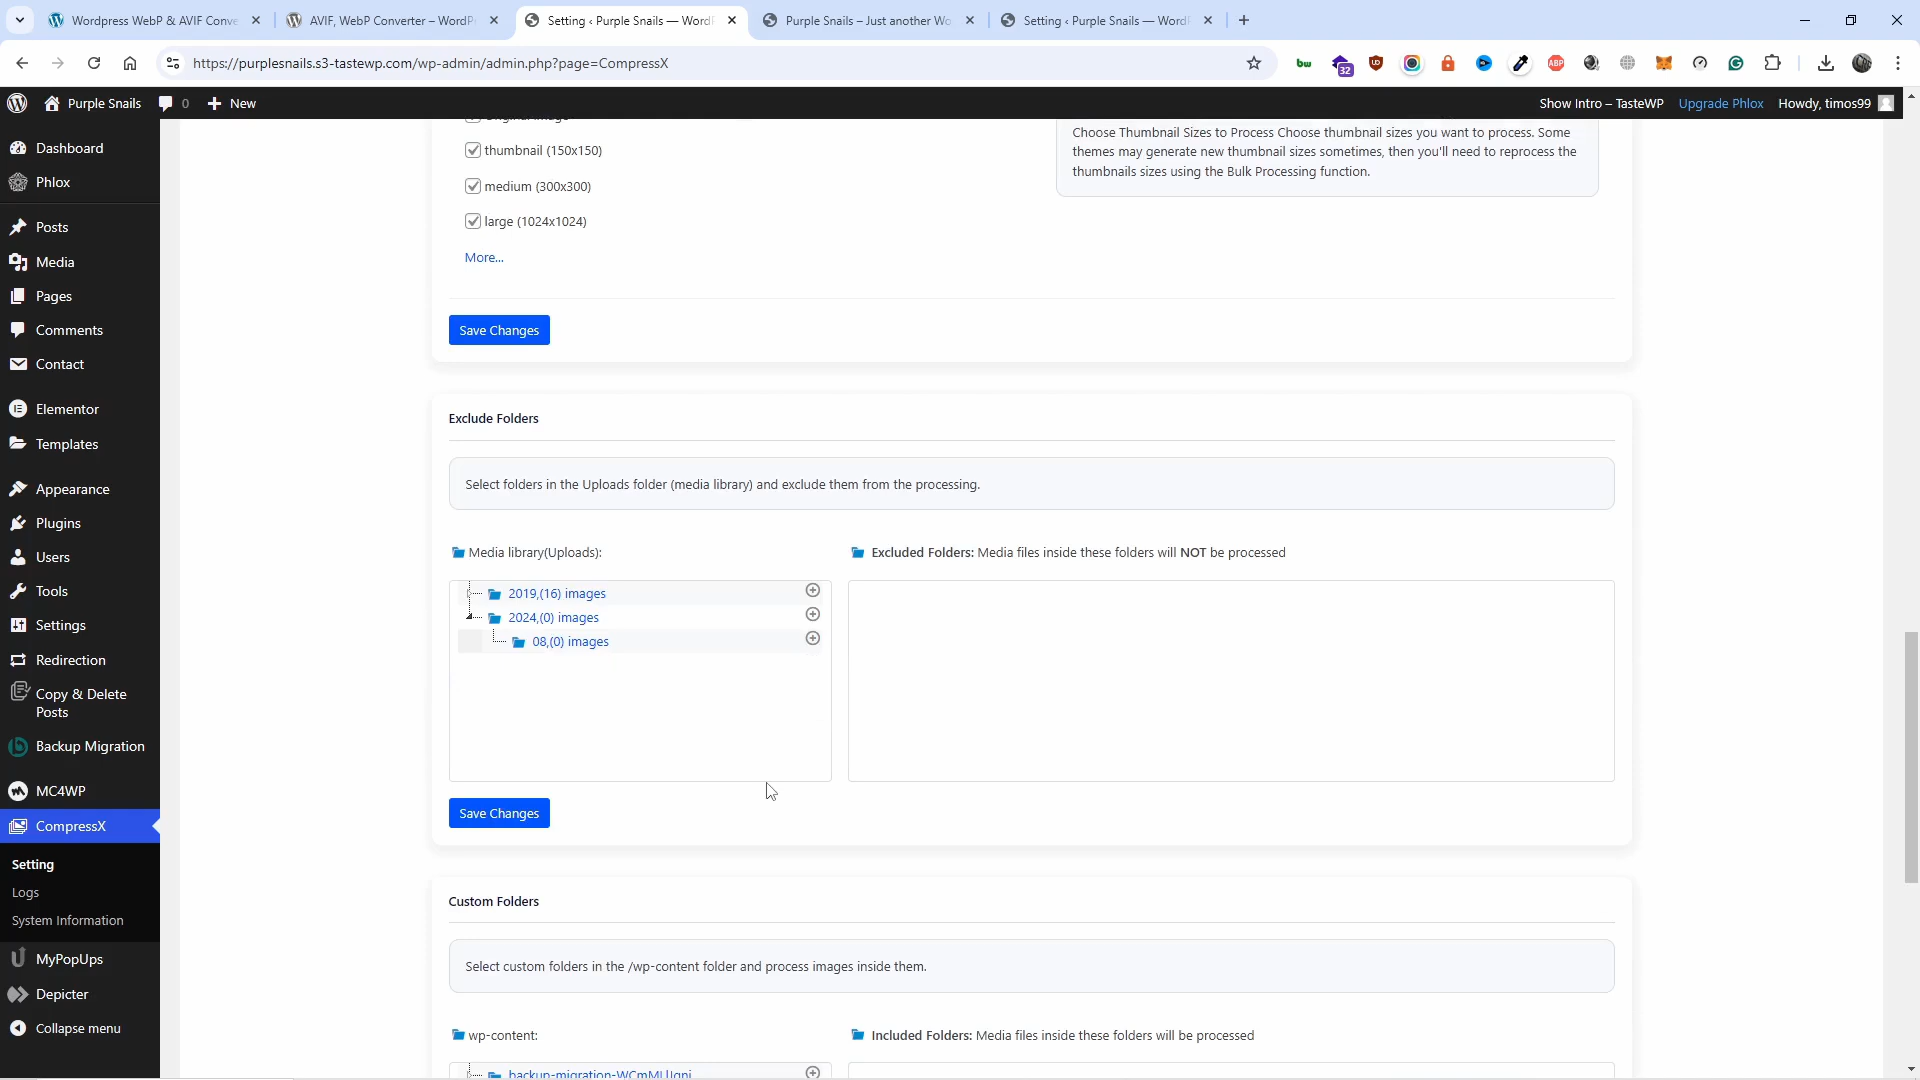 Wordpress WebP & AVIF Conve
AVIF, WebP Converter – WordP
Setting ‹ Purple Snails — WordP
Purple Snails – Just another Wo
Setting ‹ Purple Snails — WordP
https://purplesnails.s3-tastewp.com/wp-admin/admin.php?page=CompressX
bw
32
ABP
Purple Snails
0
New
Show Intro – TasteWP
Upgrade Phlox
Howdy, timos99
Dashboard
Phlox
Posts
Media
Pages
Comments
Contact
Elementor
Templates
Appearance
Plugins
Users
Tools
Settings
Redirection
Copy & Delete
Posts
Backup Migration
MC4WP
CompressX
Setting
Logs
System Information
MyPopUps
Depicter
Collapse menu
thumbnail (150x150)
medium (300x300)
large (1024x1024)
More...
Choose Thumbnail Sizes to Process Choose thumbnail sizes you want to process. Some
themes may generate new thumbnail sizes sometimes, then you'll need to reprocess the
thumbnails sizes using the Bulk Processing function.
Save Changes
Exclude Folders
Select folders in the Uploads folder (media library) and exclude them from the processing.
Media library(Uploads):
Excluded Folders: Media files inside these folders will NOT be processed
2019,(16) images
2024,(0) images
08,(0) images
Save Changes
Custom Folders
Select custom folders in the /wp-content folder and process images inside them.
wp-content:
Included Folders: Media files inside these folders will be processed